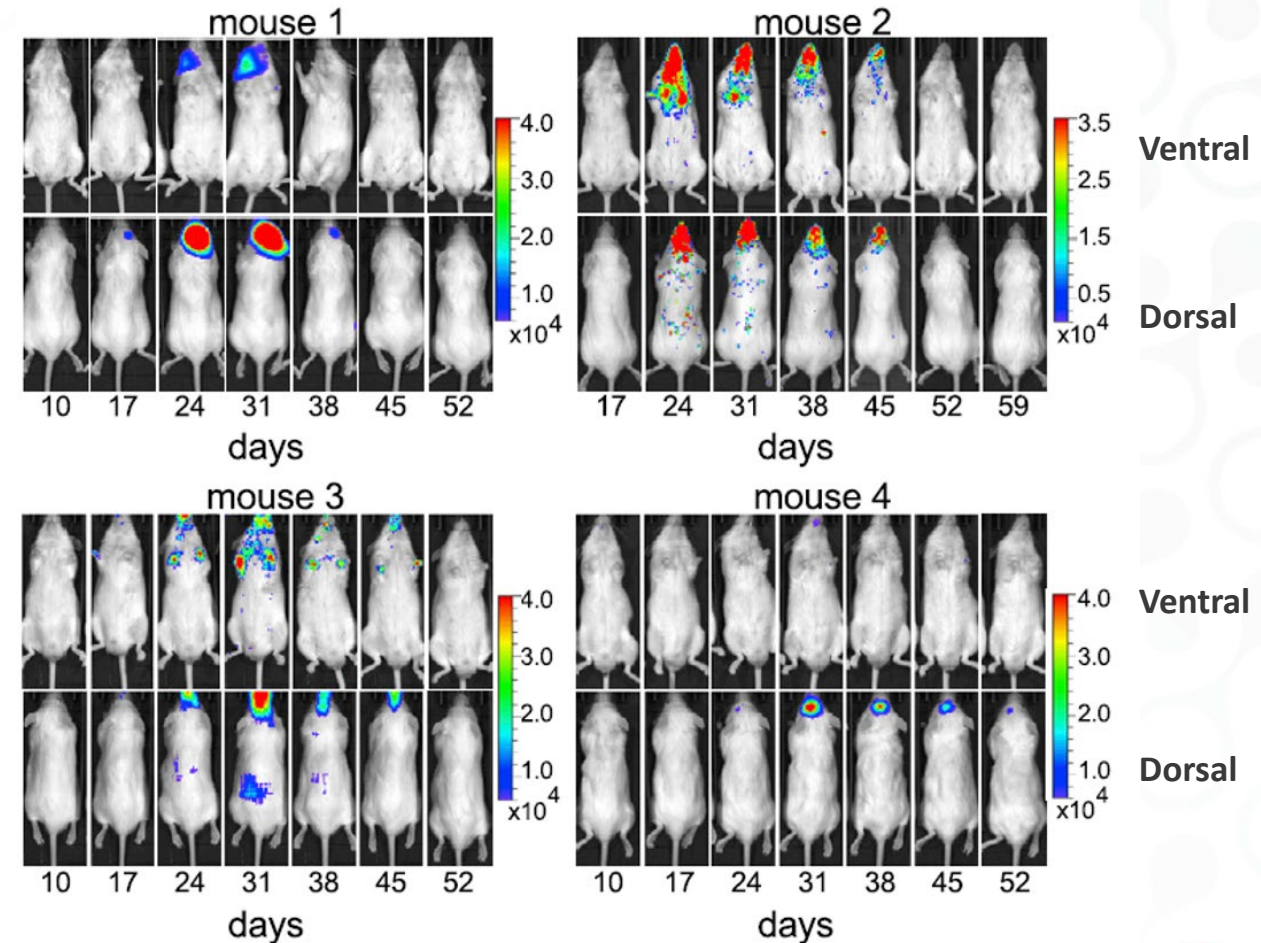 mouse 1
4.0
3.0
2.0
1.0
x10^4
10 17 24 31 38 45 52
days
mouse 2
3.5
2.5
1.5
0.5
x10^4
17 24 31 38 45 52 59
days
Ventral
Dorsal
mouse 3
4.0
3.0
2.0
1.0
x10^4
10 17 24 31 38 45 52
days
mouse 4
4.0
3.0
2.0
1.0
x10^4
10 17 24 31 38 45 52
days
Ventral
Dorsal